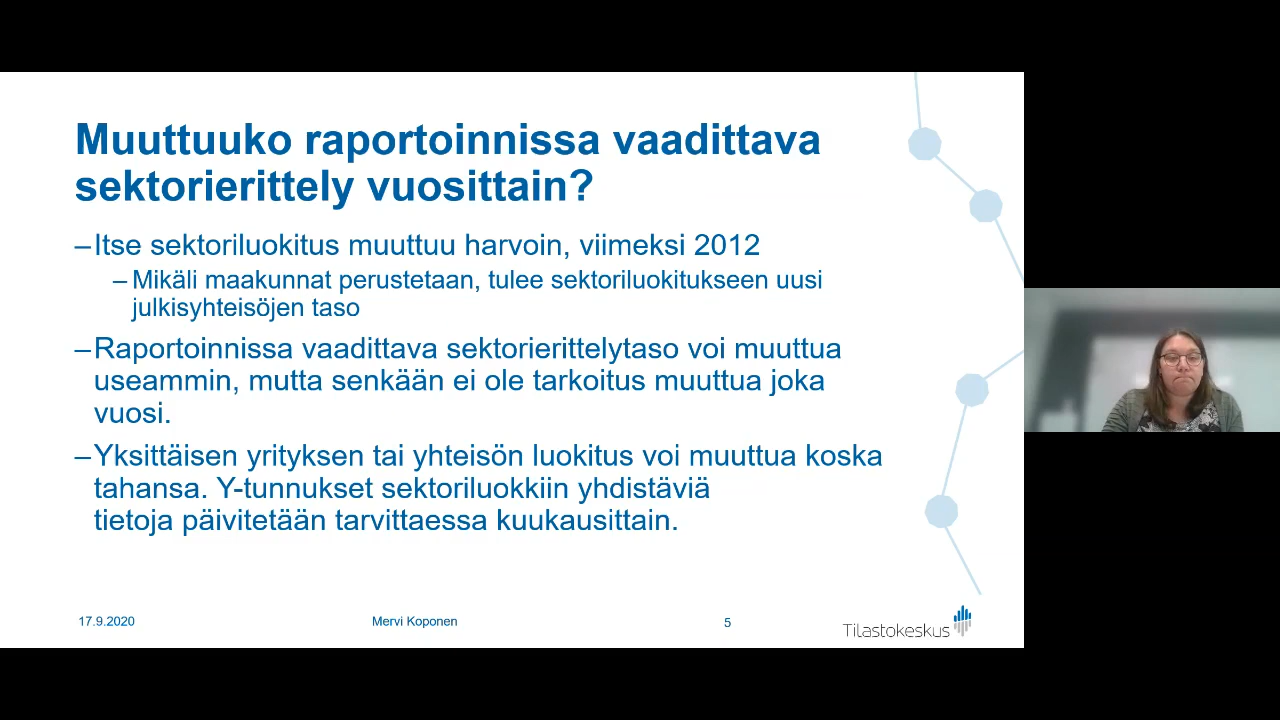 Muuttuuko raportoinnissa vaadittava
sektorierittely vuosittain?
–Itse sektoriluokitus muuttuu harvoin, viimeksi 2012
– Mikäli maakunnat perustetaan, tulee sektoriluokitukseen uusi
julkisyhteisöjen taso
–Raportoinnissa vaadittava sektorierittelytaso voi muuttua
useammin, mutta senkään ei ole tarkoitus muuttua joka
vuosi.
–Yksittäisen yrityksen tai yhteisön luokitus voi muuttua koska
tahansa. Y-tunnukset sektoriluokkiin yhdistäviä
tietoja päivitetään tarvittaessa kuukausittain.
17.9.2020
Mervi Koponen
5
Tilastokeskus